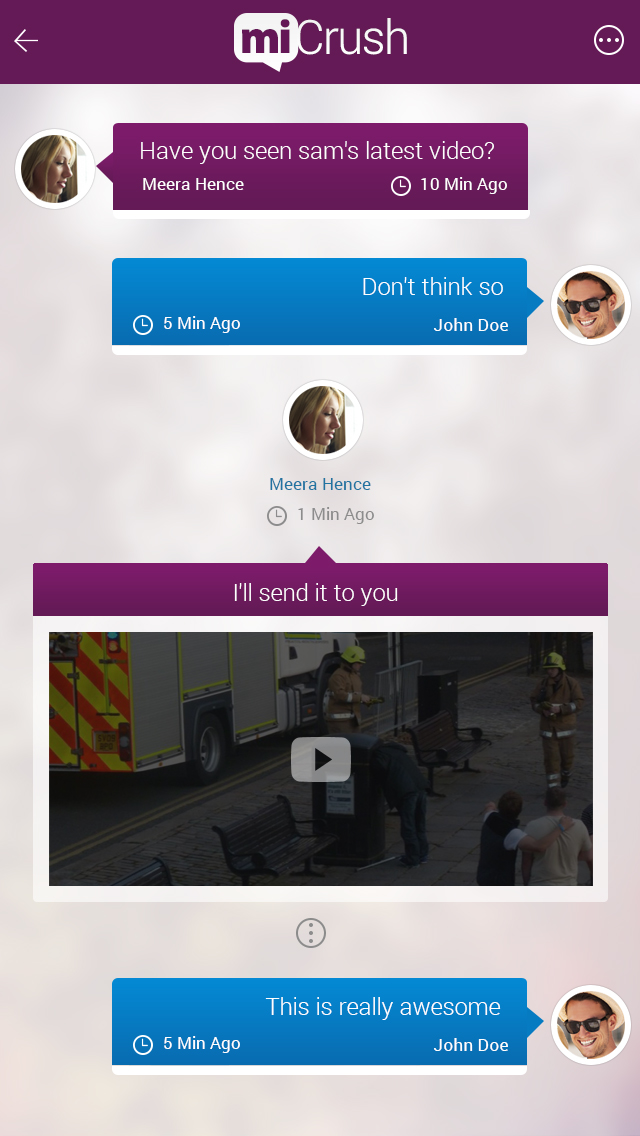 miCrush
Have you seen sam's latest video?
Meera Hence
10 Min Ago
Don't think so
5 Min Ago
John Doe
Meera Hence
1 Min Ago
I'll send it to you
This is really awesome
5 Min Ago
John Doe